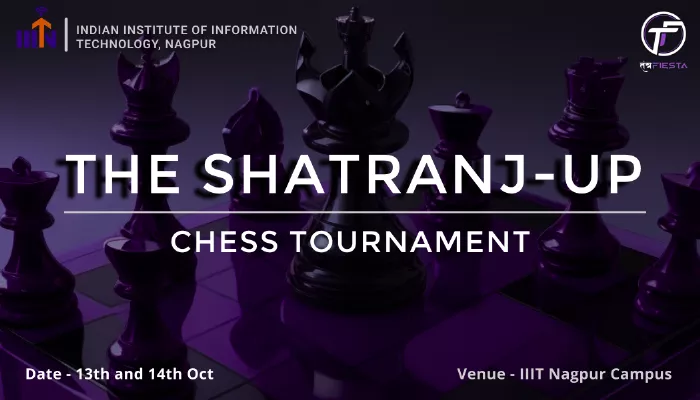 INDIAN INSTITUTE OF INFORMATION
TECHNOLOGY, NAGPUR
FIESTA
THE SHATRANJ-UP
CHESS TOURNAMENT
Date - 13th and 14th Oct
Venue - IIIT Nagpur Campus